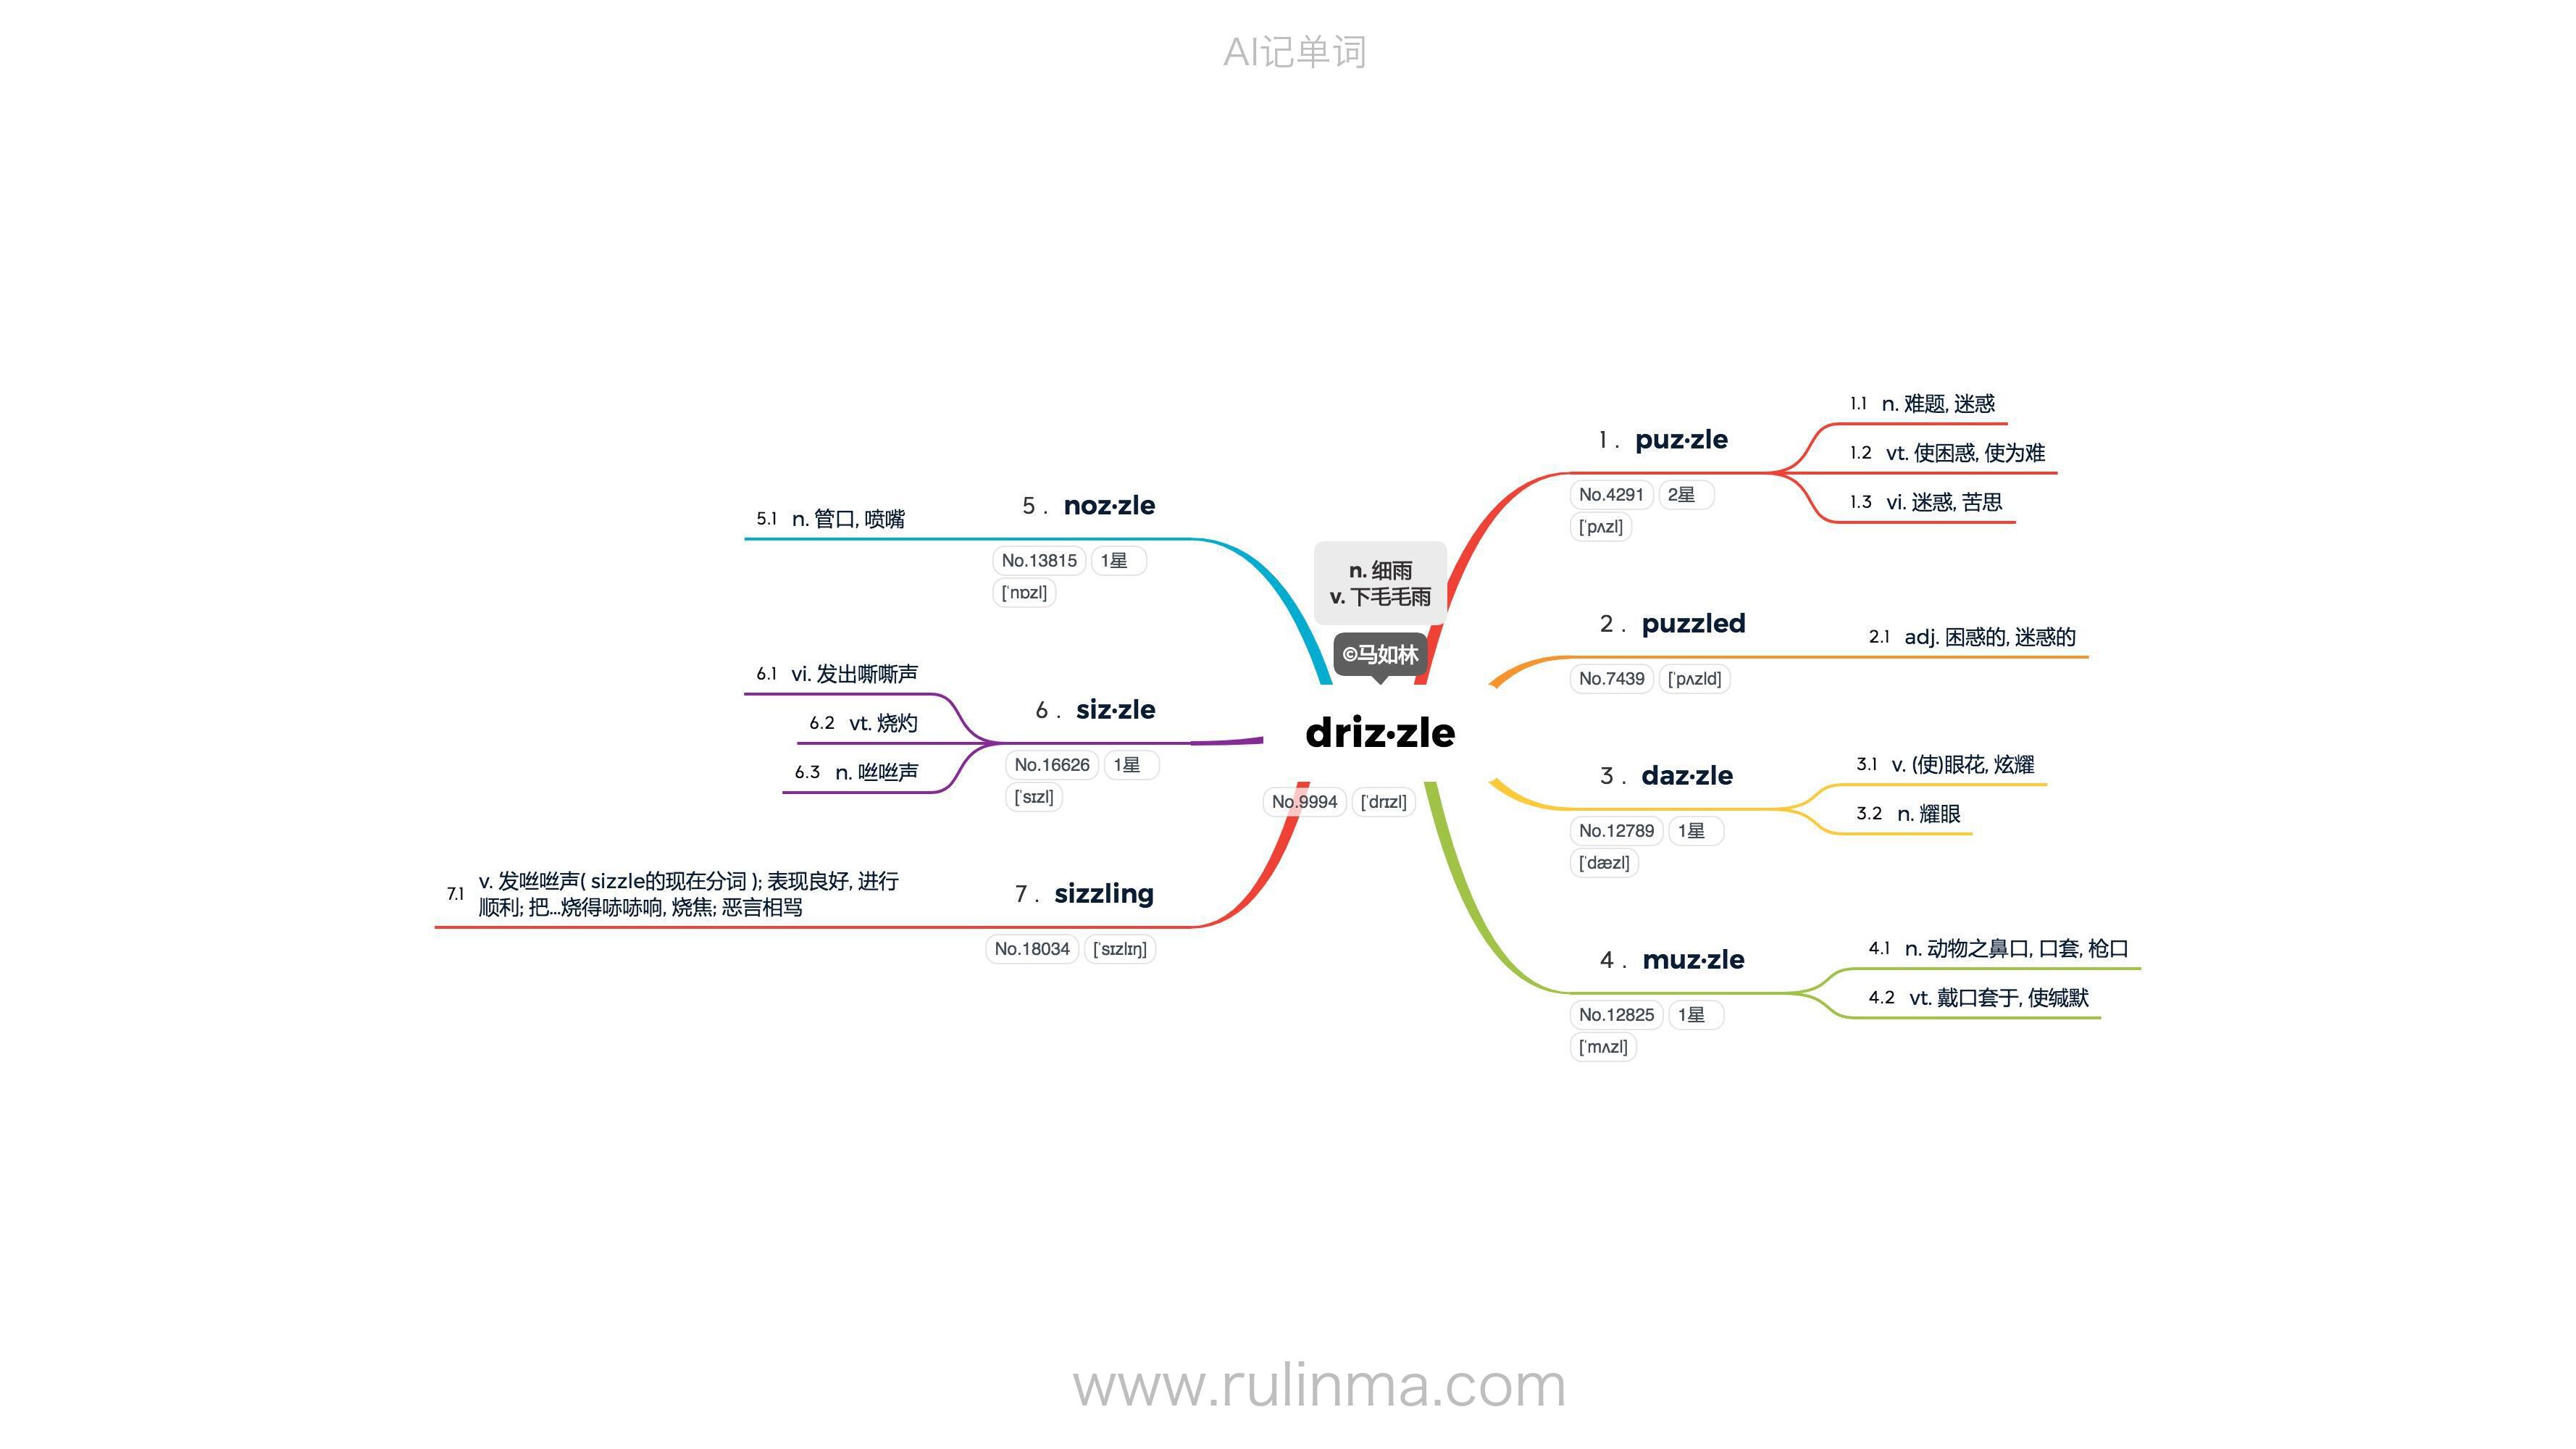 AI记单词
n. 细雨
v. 下毛毛雨
©马如林
driz·zle
No.9994 [ˈdrɪzl]
1 . puz·zle
No.4291 2星
[ˈpʌzl]
1.1 n. 难题, 迷惑
1.2 vt. 使困惑, 使为难
1.3 vi. 迷惑, 苦思
2 . puzzled
No.7439 [ˈpʌzld]
2.1 adj. 困惑的, 迷惑的
3 . daz·zle
No.12789 1星
[ˈdæzl]
3.1 v. (使)眼花, 炫耀
3.2 n. 耀眼
4 . muz·zle
No.12825 1星
[ˈmʌzl]
4.1 n. 动物之鼻口, 口套, 枪口
4.2 vt. 戴口套于, 使缄默
5 . noz·zle
No.13815 1星
[ˈnɒzl]
5.1 n. 管口, 喷嘴
6 . siz·zle
No.16626 1星
[ˈsɪzl]
6.1 vi. 发出嘶嘶声
6.2 vt. 烧灼
6.3 n. 咝咝声
7 . sizzling
No.18034 [ˈsɪzlɪŋ]
7.1 v. 发咝咝声( sizzle的现在分词 ); 表现良好, 进行
顺利; 把…烧得哧哧响, 烧焦; 恶言相骂
www.rulinma.com